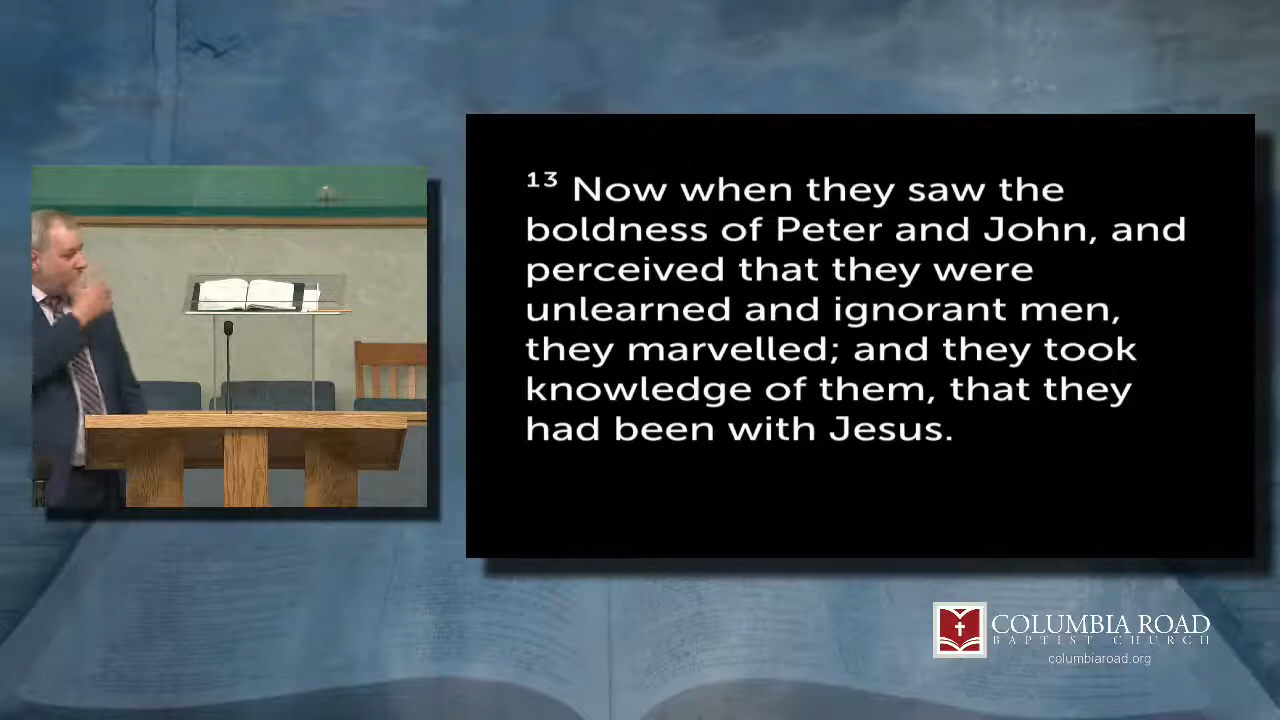 13 Now when they saw the
boldness of Peter and John, and
perceived that they were
unlearned and ignorant men,
they marvelled; and they took
knowledge of them, that they
had been with Jesus.
COLUMBIA ROAD
BAPTIST CHURCH
columbiaroad.org